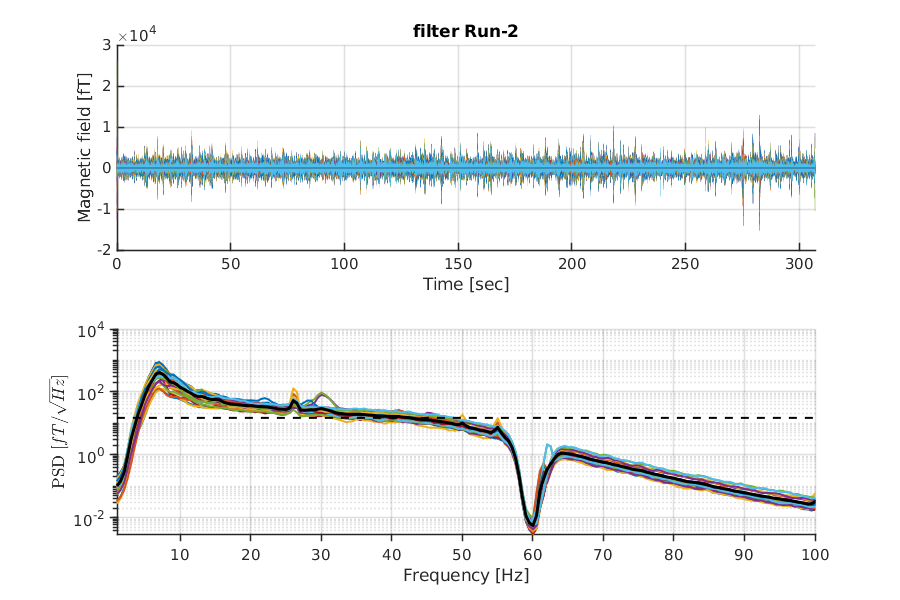 filter Run-2
×10⁴
3
2
1
0
-1
-2
Magnetic field [fT]
0 50 100 150 200 250 300
Time [sec]
10⁴
10²
10⁰
10⁻²
PSD [fT/√Hz]
10 20 30 40 50 60 70 80 90 100
Frequency [Hz]